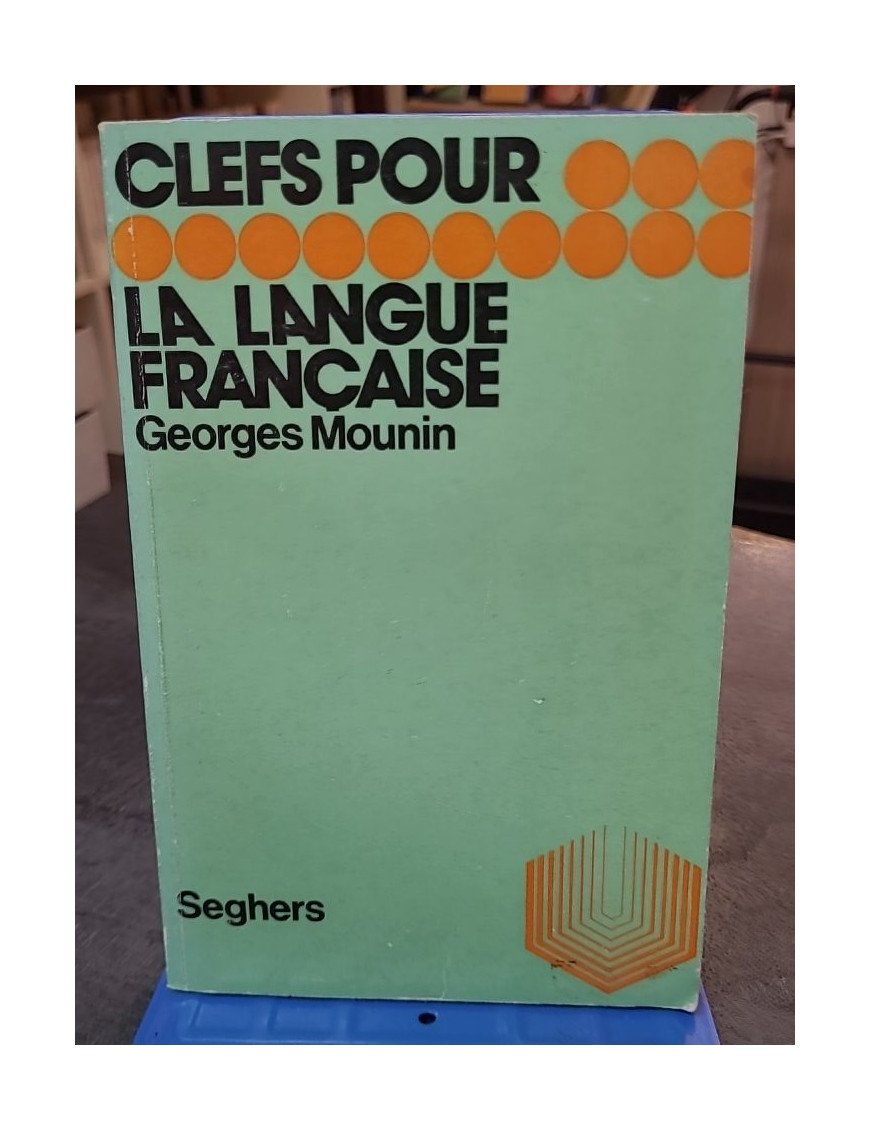 CLEFS POUR
LA LANGUE
FRANÇAISE
Georges Mounin
Seghers